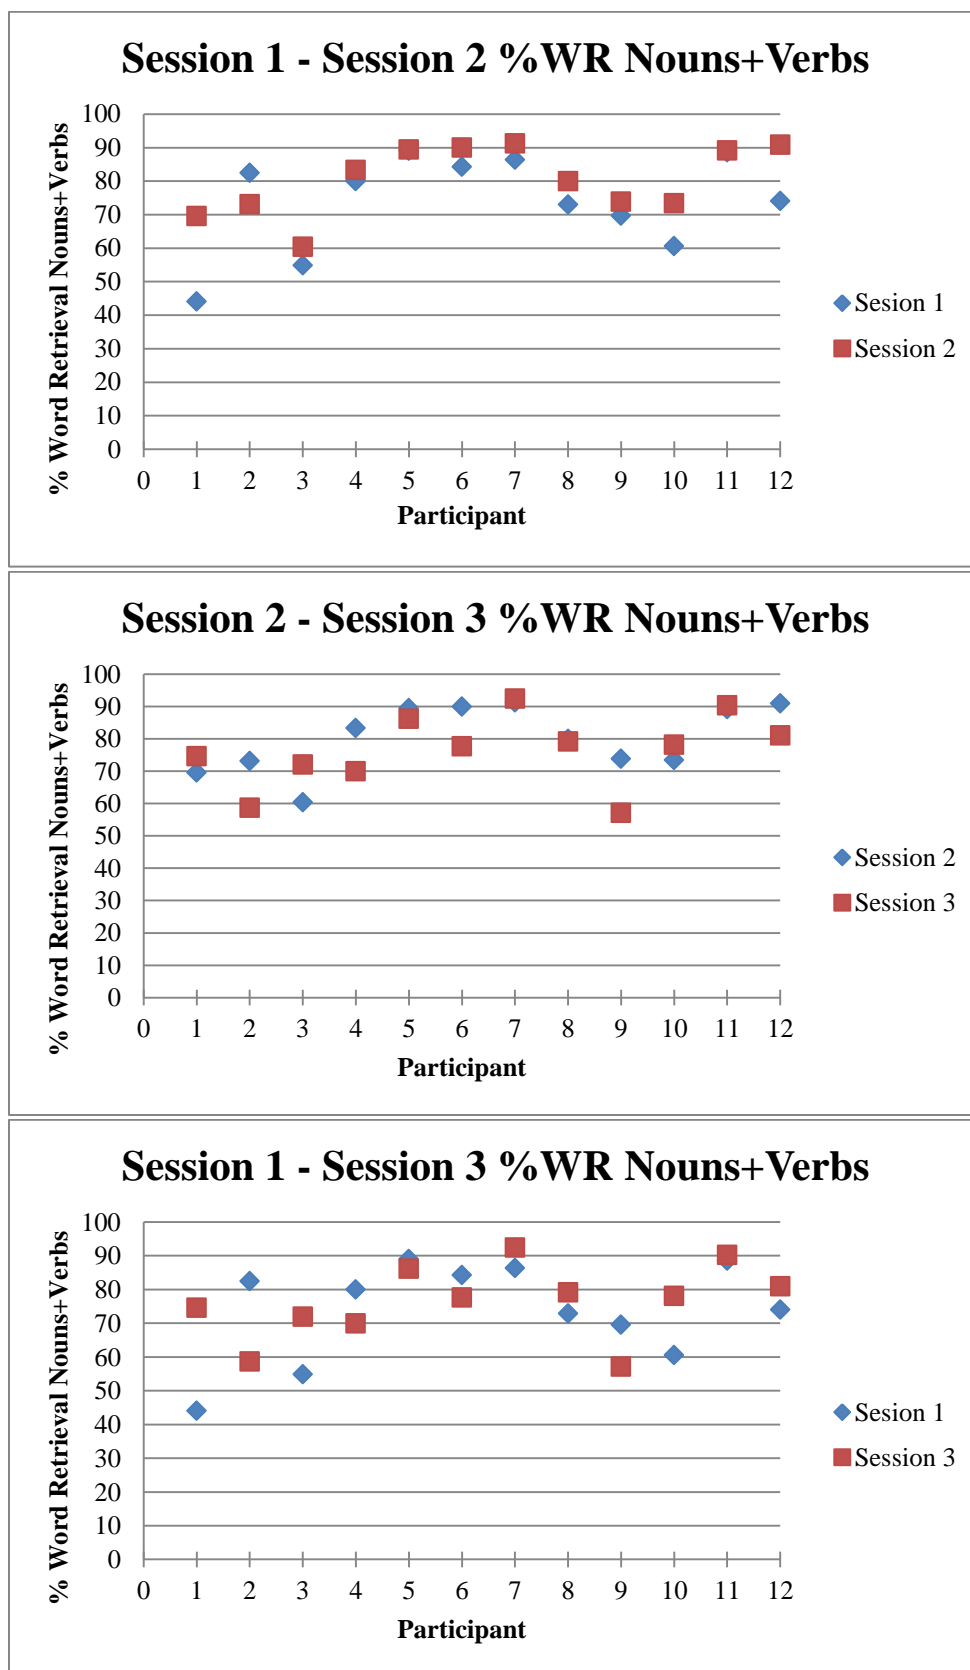 Session 1 - Session 2 %WR Nouns+Verbs
% Word Retrieval Nouns+Verbs
100
90
80
70
60
50
40
30
20
10
0
0 1 2 3 4 5 6 7 8 9 10 11 12
Participant
Sesion 1
Session 2
Session 2 - Session 3 %WR Nouns+Verbs
% Word Retrieval Nouns+Verbs
100
90
80
70
60
50
40
30
20
10
0
0 1 2 3 4 5 6 7 8 9 10 11 12
Participant
Session 2
Session 3
Session 1 - Session 3 %WR Nouns+Verbs
% Word Retrieval Nouns+Verbs
100
90
80
70
60
50
40
30
20
10
0
0 1 2 3 4 5 6 7 8 9 10 11 12
Participant
Sesion 1
Session 3